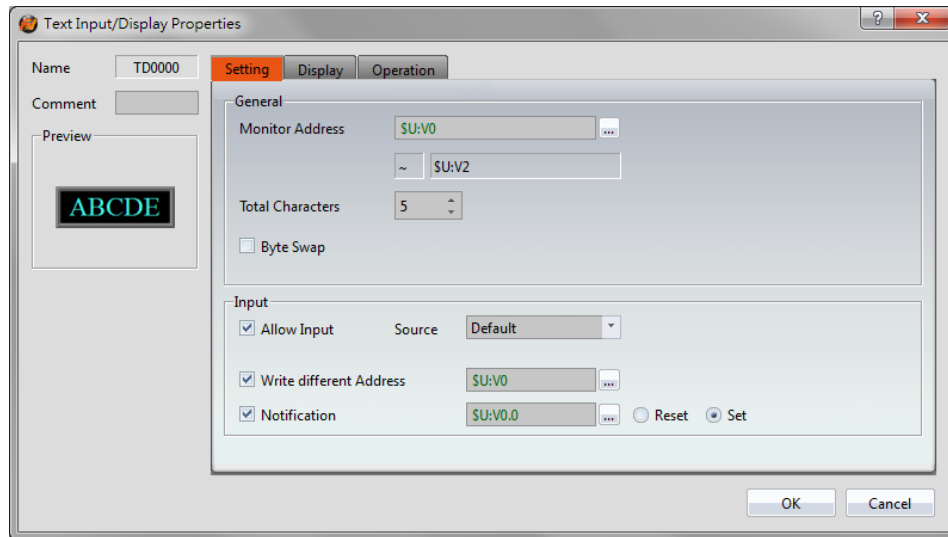 Text Input/Display Properties
?
Name TD0000
Comment
Preview
ABCDE
Setting Display Operation
General
Monitor Address $U:V0 ...
~ $U:V2
Total Characters 5
Byte Swap
Input
Allow Input Source Default
Write different Address $U:V0 ...
Notification $U:V0.0 ... Reset Set
OK Cancel